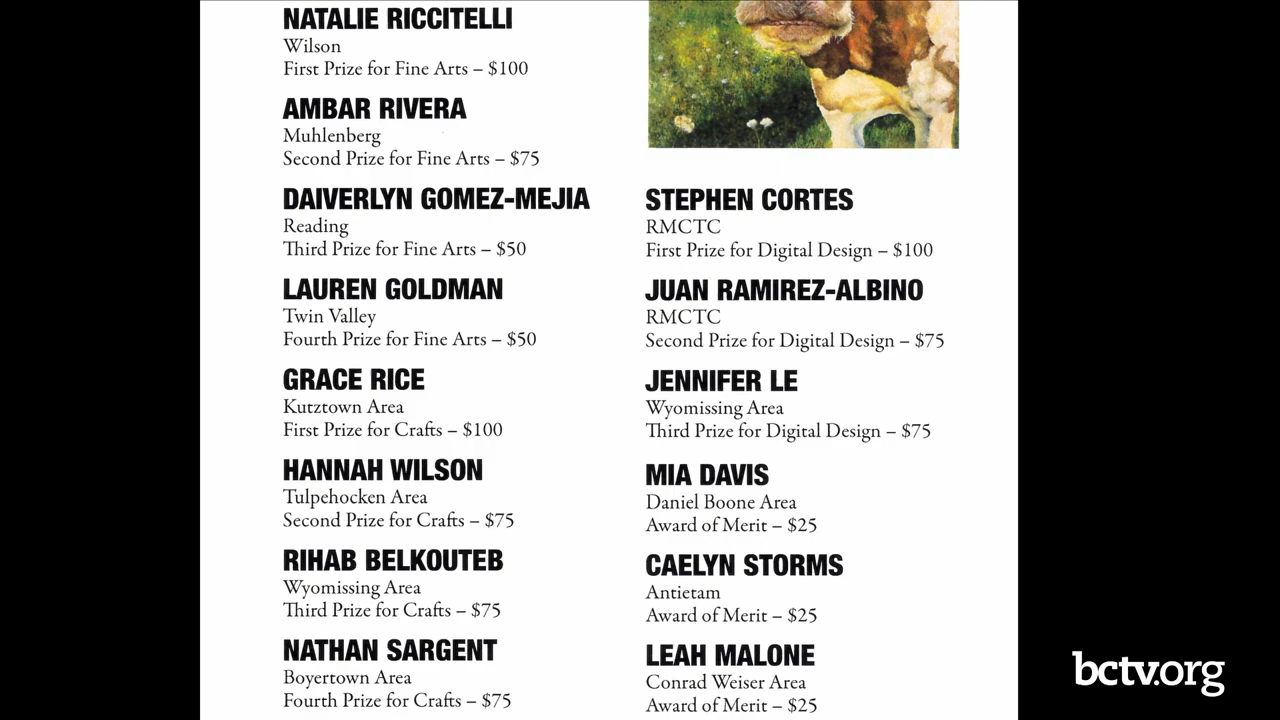 NATALIE RICCITELLI
Wilson
First Prize for Fine Arts – $100
AMBAR RIVERA
Muhlenberg
Second Prize for Fine Arts – $75
DAIVERLYN GOMEZ-MEJIA
Reading
Third Prize for Fine Arts – $50
LAUREN GOLDMAN
Twin Valley
Fourth Prize for Fine Arts – $50
GRACE RICE
Kutztown Area
First Prize for Crafts – $100
HANNAH WILSON
Tulpehocken Area
Second Prize for Crafts – $75
RIHAB BELKOUTEB
Wyomissing Area
Third Prize for Crafts – $75
NATHAN SARGENT
Boyertown Area
Fourth Prize for Crafts – $75
STEPHEN CORTES
RMCTC
First Prize for Digital Design – $100
JUAN RAMIREZ-ALBINO
RMCTC
Second Prize for Digital Design – $75
JENNIFER LE
Wyomissing Area
Third Prize for Digital Design – $75
MIA DAVIS
Daniel Boone Area
Award of Merit – $25
CAELYN STORMS
Antietam
Award of Merit – $25
LEAH MALONE
Conrad Weiser Area
Award of Merit – $25
bctv.org